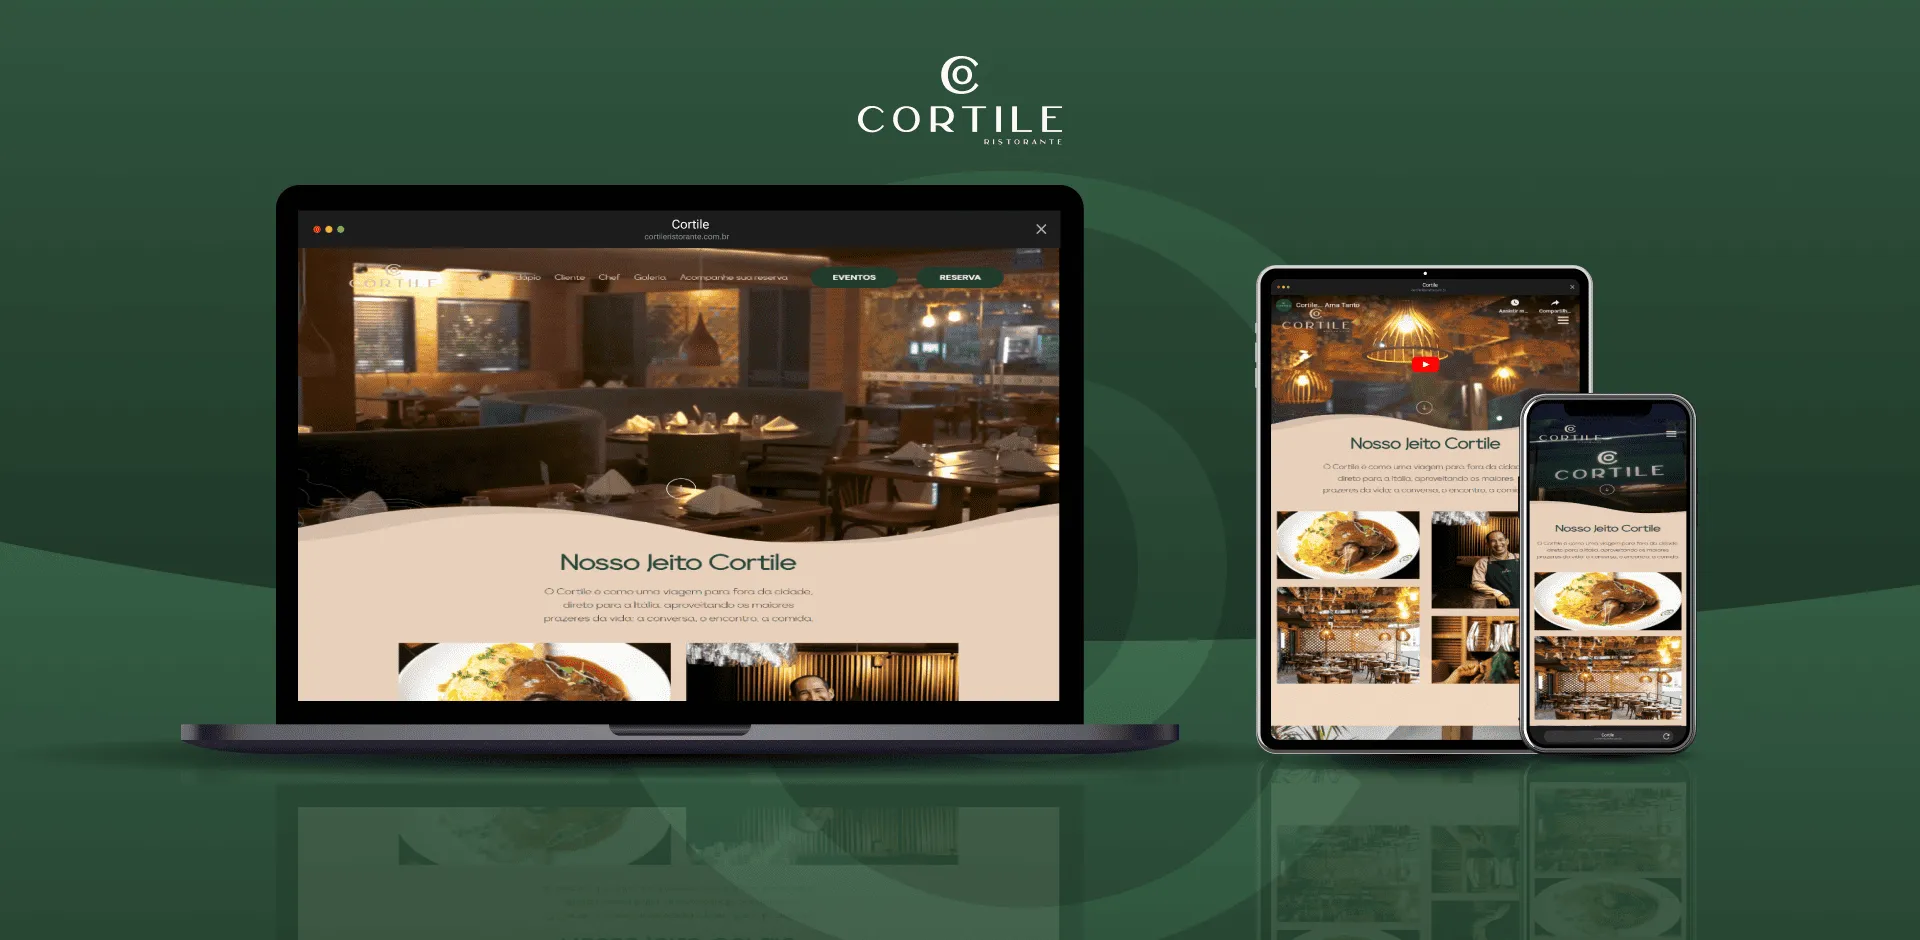 CO
CORTILE
RISTORANTE
Cortile
cortileristorante.com.br
CORTILE
Cliente Chef Galeria Acompanhe sua reserva EVENTOS RESERVA
Nosso Jeito Cortile
O Cortile é como uma viagem para fora da cidade,
direto para a Itália, aproveitando os maiores
prazeres da vida: a conversa, o encontro, a comida.
Cortile
Cortile... Ama Tanto
Assistir m... Compartilh...
CORTILE
Nosso Jeito Cortile
O Cortile é como uma viagem para fora da cidade
direto para a Itália, aproveitando os maiores
prazeres da vida: a conversa, o encontro, a comida
CORTILE
CORTILE
Nosso Jeito Cortile
O Cortile é como uma viagem para fora da cidade,
direto para a Itália, aproveitando os maiores
prazeres da vida: a conversa, o encontro, a comida.
Cortile